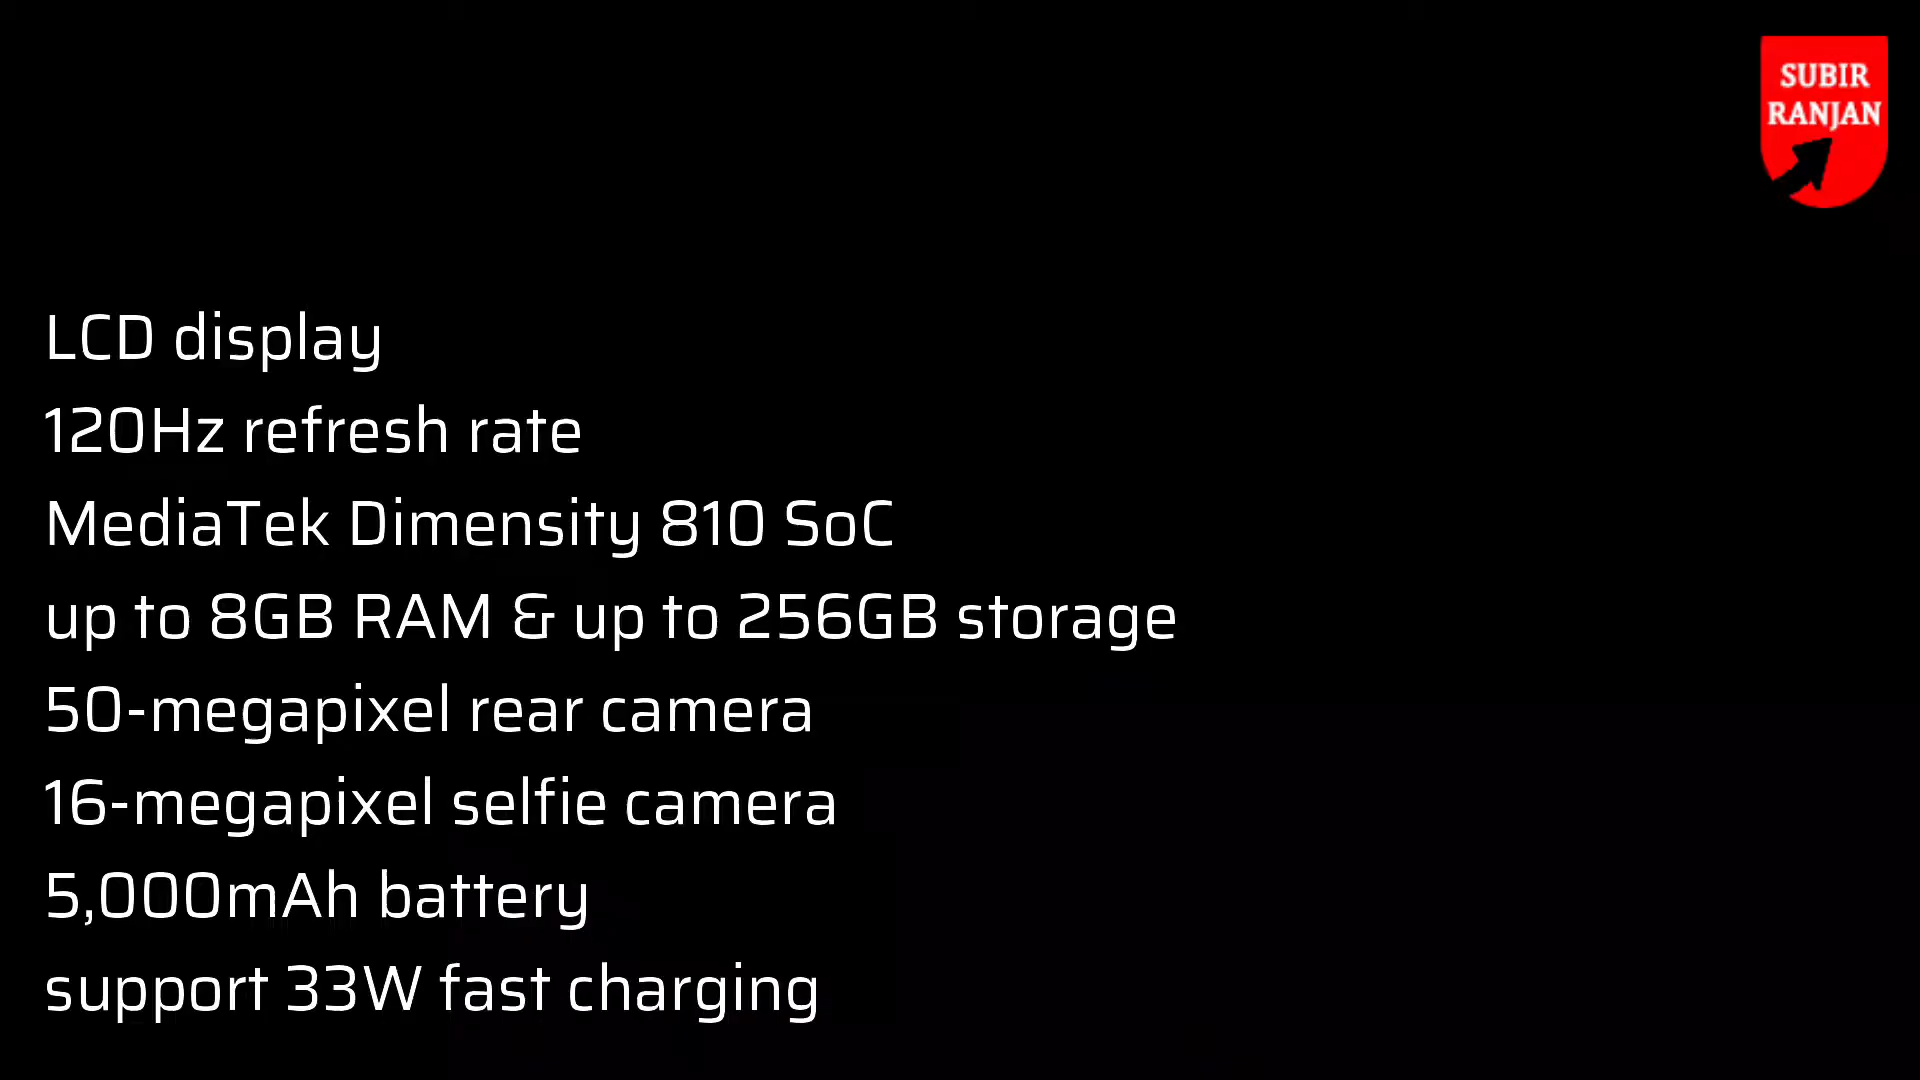 SUBIR
RANJAN
LCD display
120Hz refresh rate
MediaTek Dimensity 810 SoC
up to 8GB RAM & up to 256GB storage
50-megapixel rear camera
16-megapixel selfie camera
5,000mAh battery
support 33W fast charging